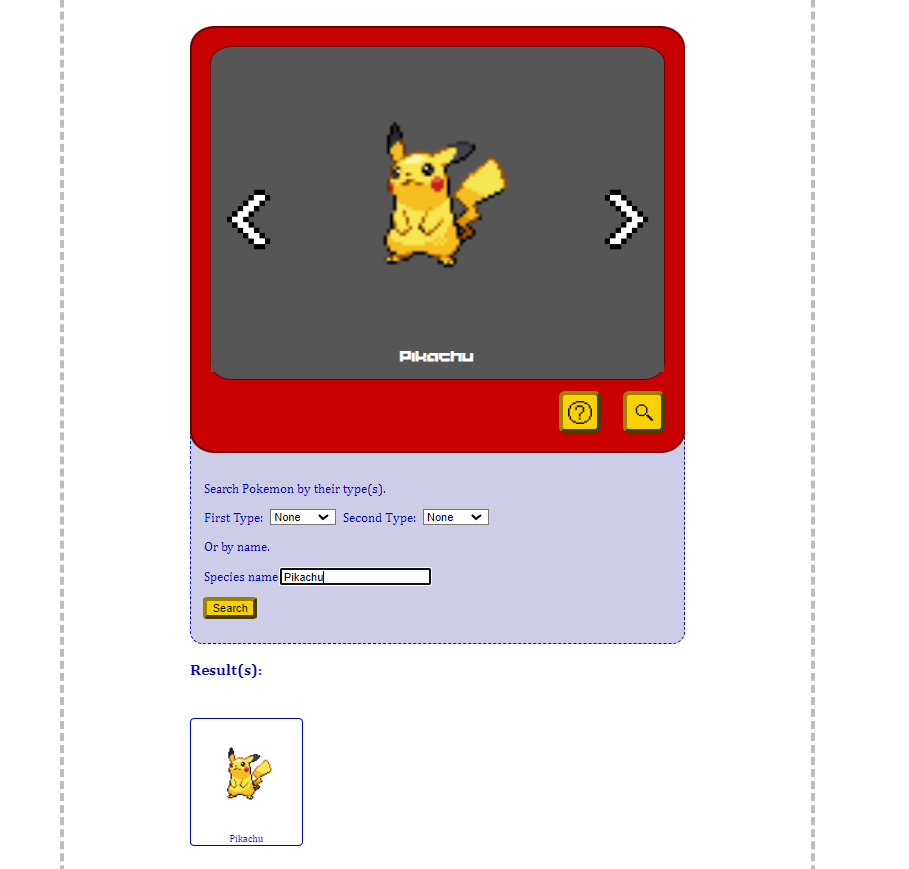 Pikachu
?
Search Pokemon by their type(s).
First Type: None Second Type: None
Or by name.
Species name Pikachu
Search
Result(s):
Pikachu